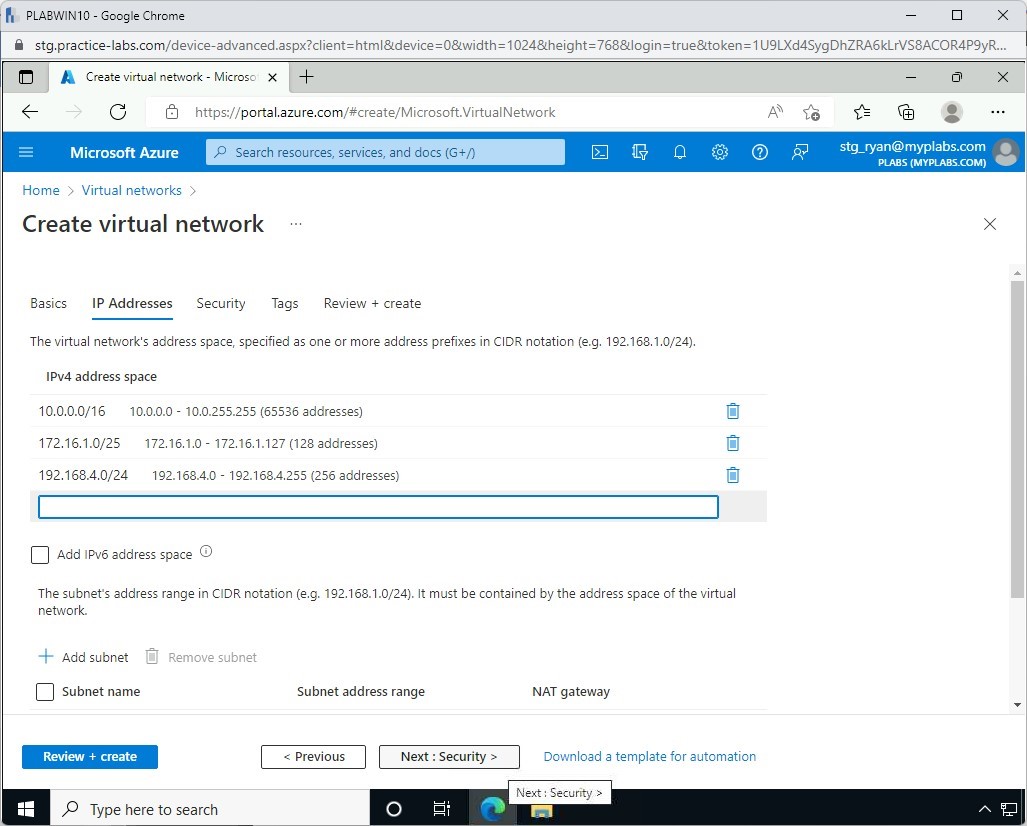 PLABWIN10 - Google Chrome
stg.practice-labs.com/device-advanced.aspx?client=html&device=0&width=1024&height=768&login=true&token=1U9LXd4SygDhZRA6kLrVS8ACOR4P9yR...
Create virtual network - Microso
https://portal.azure.com/#create/Microsoft.VirtualNetwork
Microsoft Azure
Search resources, services, and docs (G+/)
stg_ryan@myplabs.com
PLABS (MYPLABS.COM)
Home > Virtual networks >
Create virtual network ...
Basics IP Addresses Security Tags Review + create
The virtual network's address space, specified as one or more address prefixes in CIDR notation (e.g. 192.168.1.0/24).
IPv4 address space
10.0.0.0/16 10.0.0.0 - 10.0.255.255 (65536 addresses)
172.16.1.0/25 172.16.1.0 - 172.16.1.127 (128 addresses)
192.168.4.0/24 192.168.4.0 - 192.168.4.255 (256 addresses)
Add IPv6 address space
The subnet's address range in CIDR notation (e.g. 192.168.1.0/24). It must be contained by the address space of the virtual
network.
+ Add subnet Remove subnet
Subnet name Subnet address range NAT gateway
Review + create < Previous Next : Security > Download a template for automation
Next : Security >
Type here to search